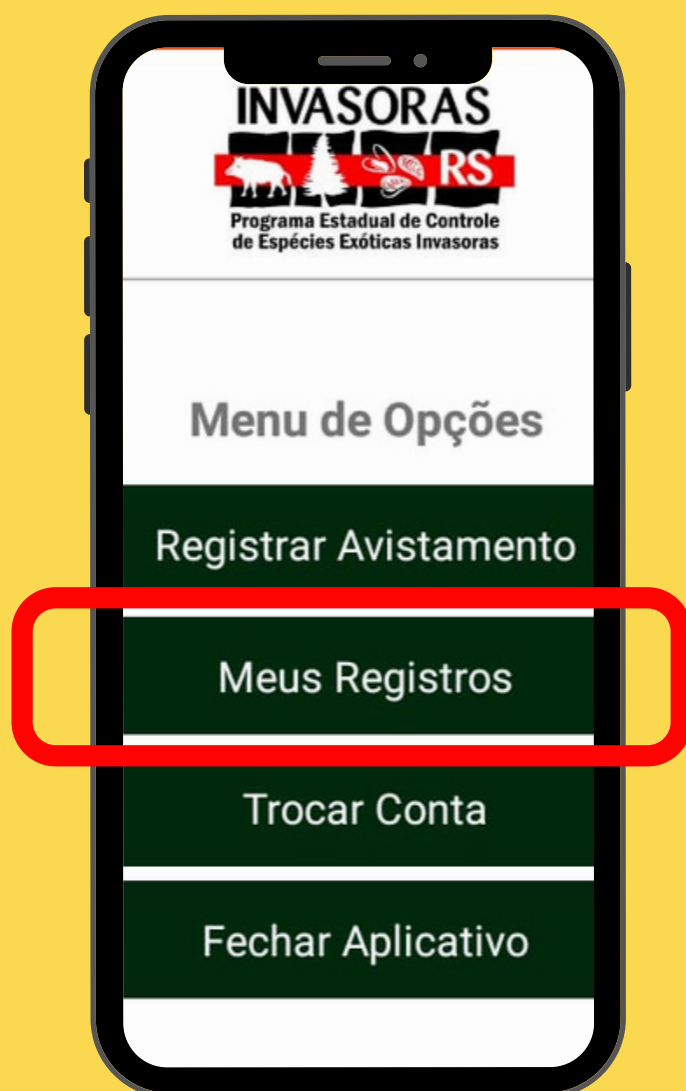 INVASORAS
RS
Programa Estadual de Controle
de Espécies Exóticas Invasoras
Menu de Opções
Registrar Avistamento
Meus Registros
Trocar Conta
Fechar Aplicativo